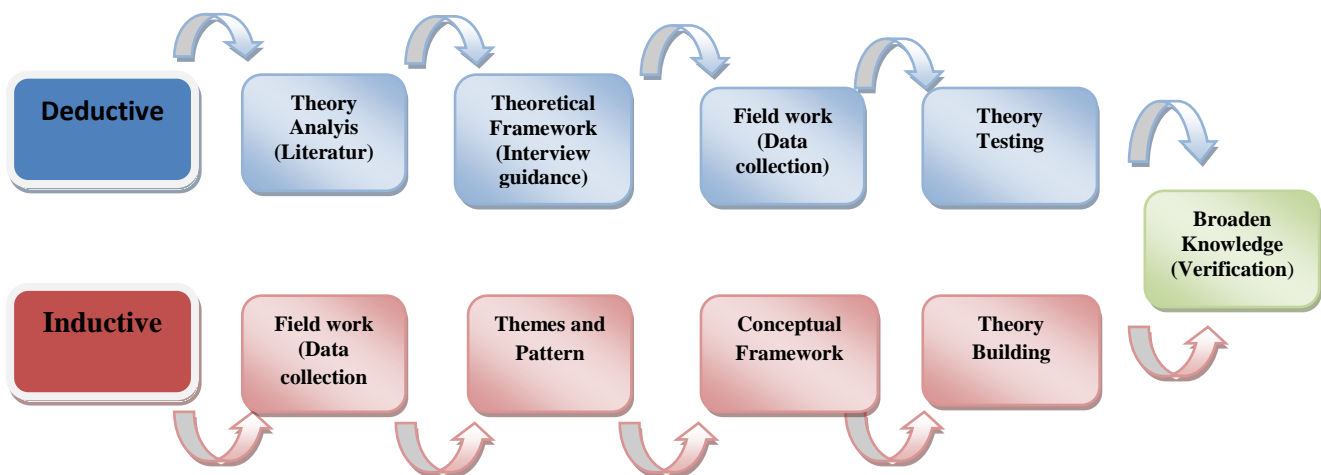 Deductive
Theory
Analyis
(Literatur)
Theoretical
Framework
(Interview
guidance)
Field work
(Data
collection)
Theory
Testing
Broaden
Knowledge
(Verification)
Inductive
Field work
(Data
collection
Themes and
Pattern
Conceptual
Framework
Theory
Building